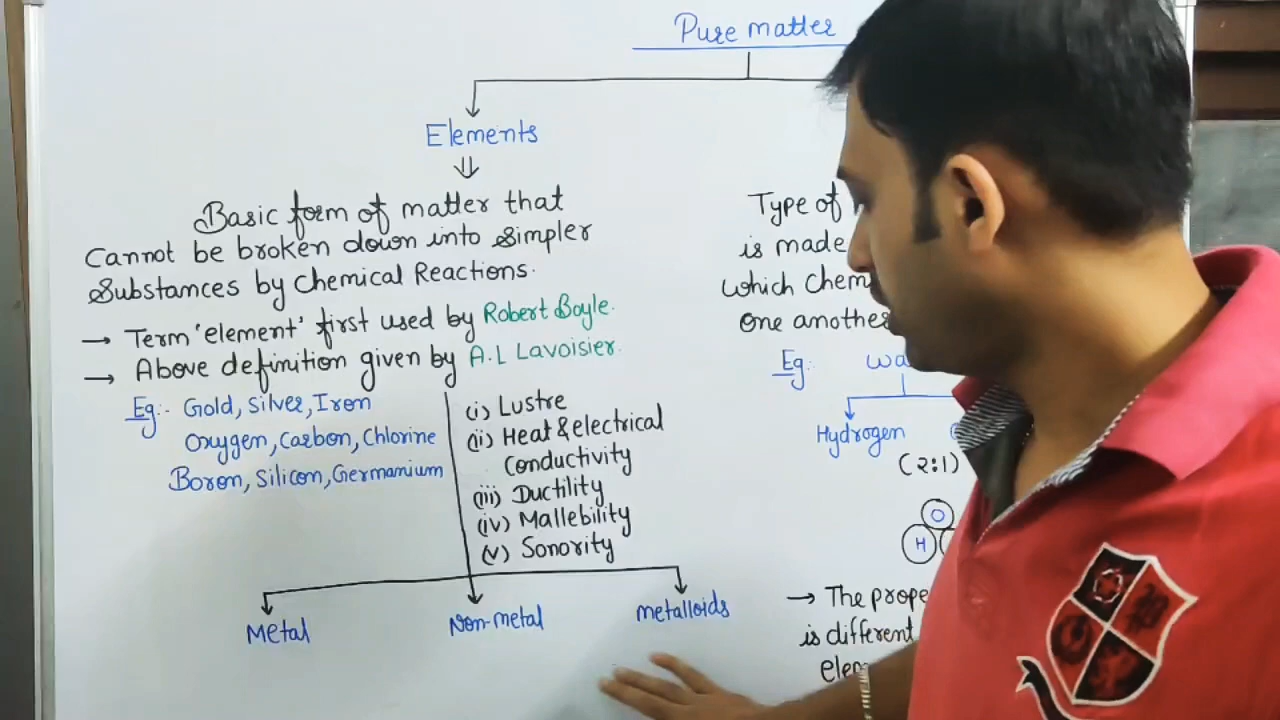 Pure matter
Elements
Basic form of matter that
Cannot be broken down into Simpler
Substances by Chemical Reactions.
→ Term 'element' first used by Robert Boyle.
→ Above definition given by A.L Lavoisier.
Eg:- Gold, Silver, Iron
Oxygen, Carbon, Chlorine
Boron, Silicon, Germanium
(i) Lustre
(ii) Heat & electrical
Conductivity
(iii) Ductility
(iv) Mallebility
(v) Sonority
Metal
Non-metal
metalloids
Type of
is made
which chem
one another
Eg:
wa
Hydrogen
(2:1)
O
H
→ The prope
is different
elem